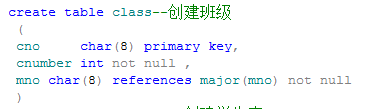 create table class--创建班级
(
cno     char(8) primary key,
cnumber int not null ,
mno char(8) references major(mno) not null
)